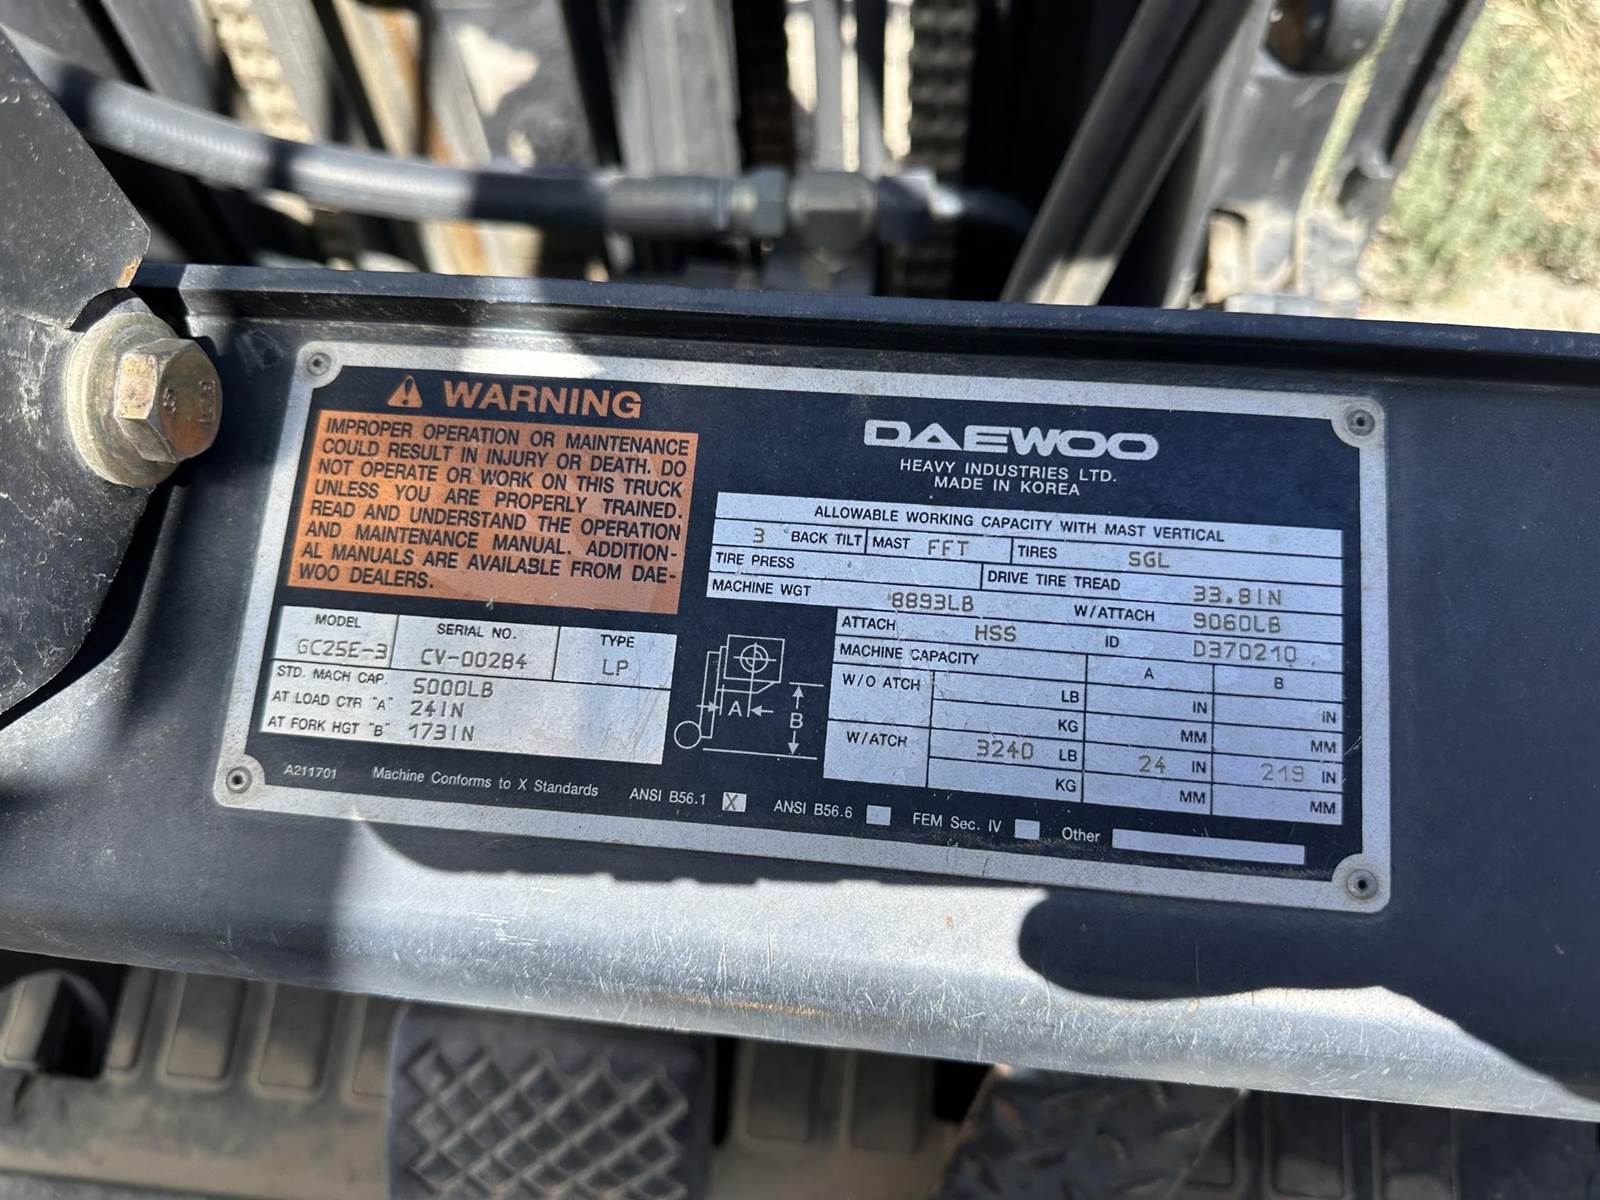 WARNING
IMPROPER OPERATION OR MAINTENANCE
COULD RESULT IN INJURY OR DEATH. DO
NOT OPERATE OR WORK ON THIS TRUCK
UNLESS YOU ARE PROPERLY TRAINED.
READ AND UNDERSTAND THE OPERATION
AND MAINTENANCE MANUAL. ADDITION-
AL MANUALS ARE AVAILABLE FROM DAE-
WOO DEALERS.
MODEL SERIAL NO. TYPE
GC25E-3 CV-00284 LP
STD. MACH CAP. 5000LB
AT LOAD CTR "A" 24IN
AT FORK HGT "B" 173IN
DAEWOO
HEAVY INDUSTRIES LTD.
MADE IN KOREA
ALLOWABLE WORKING CAPACITY WITH MAST VERTICAL
3 °BACK TILT MAST FFT TIRES SGL
TIRE PRESS DRIVE TIRE TREAD 33.8IN
MACHINE WGT 8893LB W/ATTACH 9060LB
ATTACH HSS ID D370210
MACHINE CAPACITY A B
W/O ATCH LB IN IN
KG MM MM
W/ATCH 3240 LB 24 IN 219 IN
KG MM MM
A B
A211701 Machine Conforms to X Standards ANSI B56.1 X ANSI B56.6 FEM Sec. IV Other